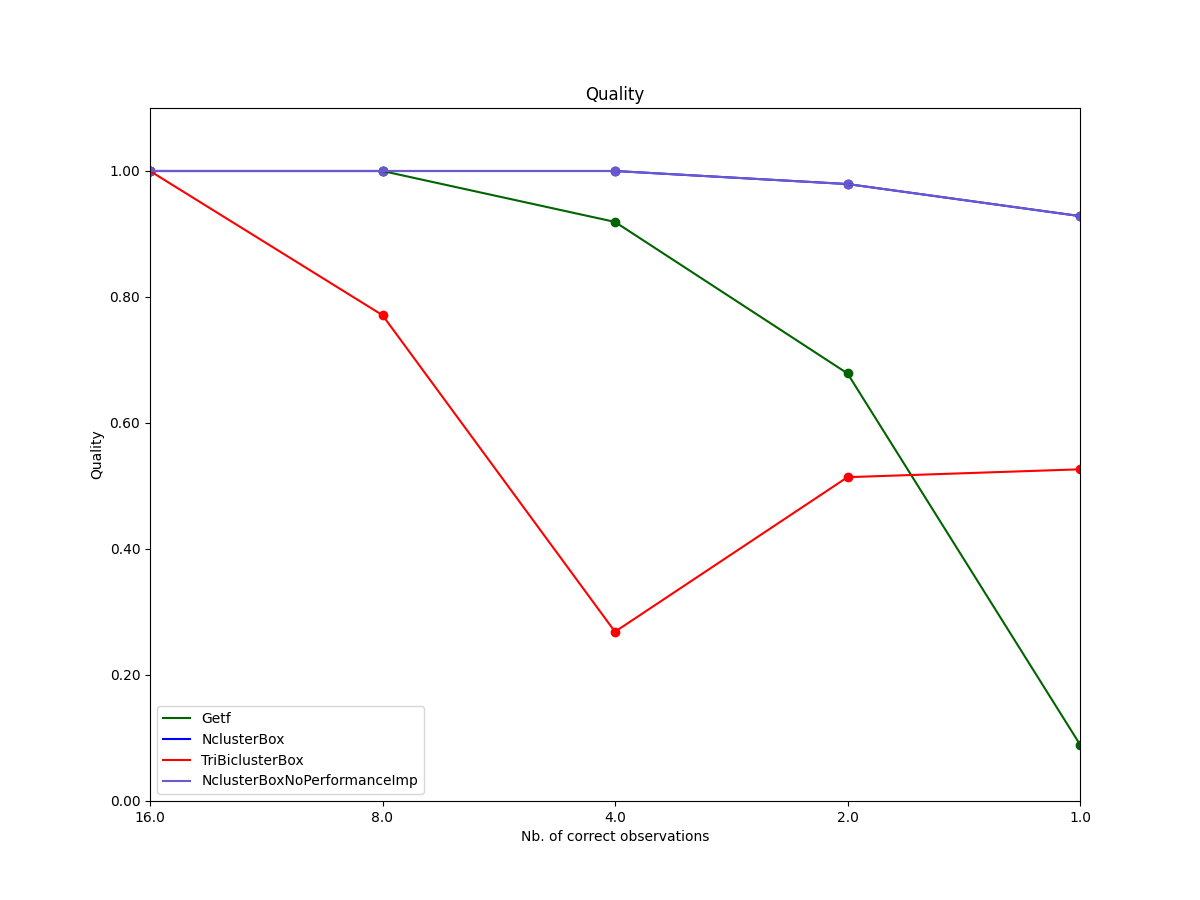 Quality
1.00
0.80
0.60
0.40
0.20
0.00
Quality
Getf
NclusterBox
TriBiclusterBox
NclusterBoxNoPerformanceImp
16.0 8.0 4.0 2.0 1.0
Nb. of correct observations